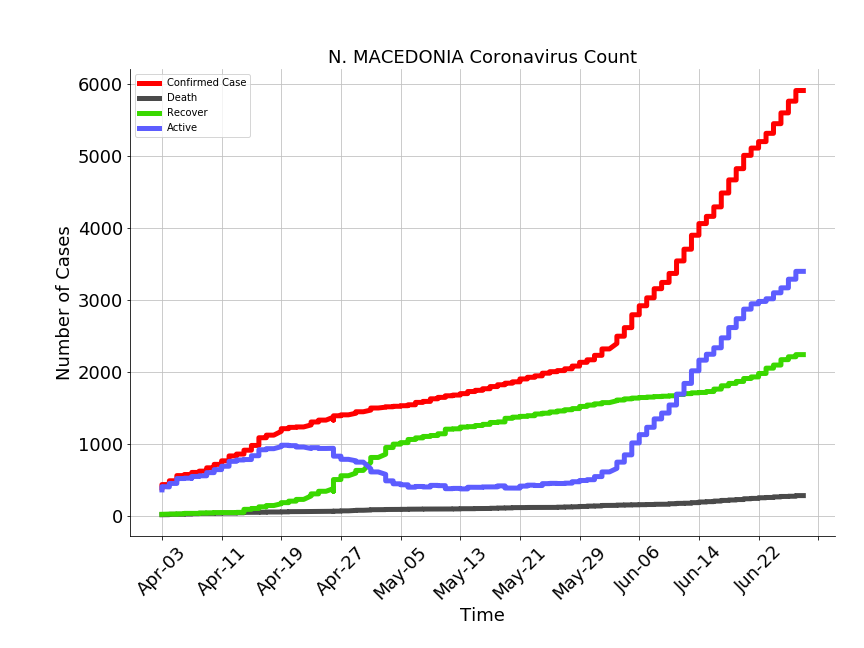 N. MACEDONIA Coronavirus Count
Confirmed Case
Death
Recover
Active
Number of Cases
6000
5000
4000
3000
2000
1000
0
Apr-03
Apr-11
Apr-19
Apr-27
May-05
May-13
May-21
May-29
Jun-06
Jun-14
Jun-22
Time